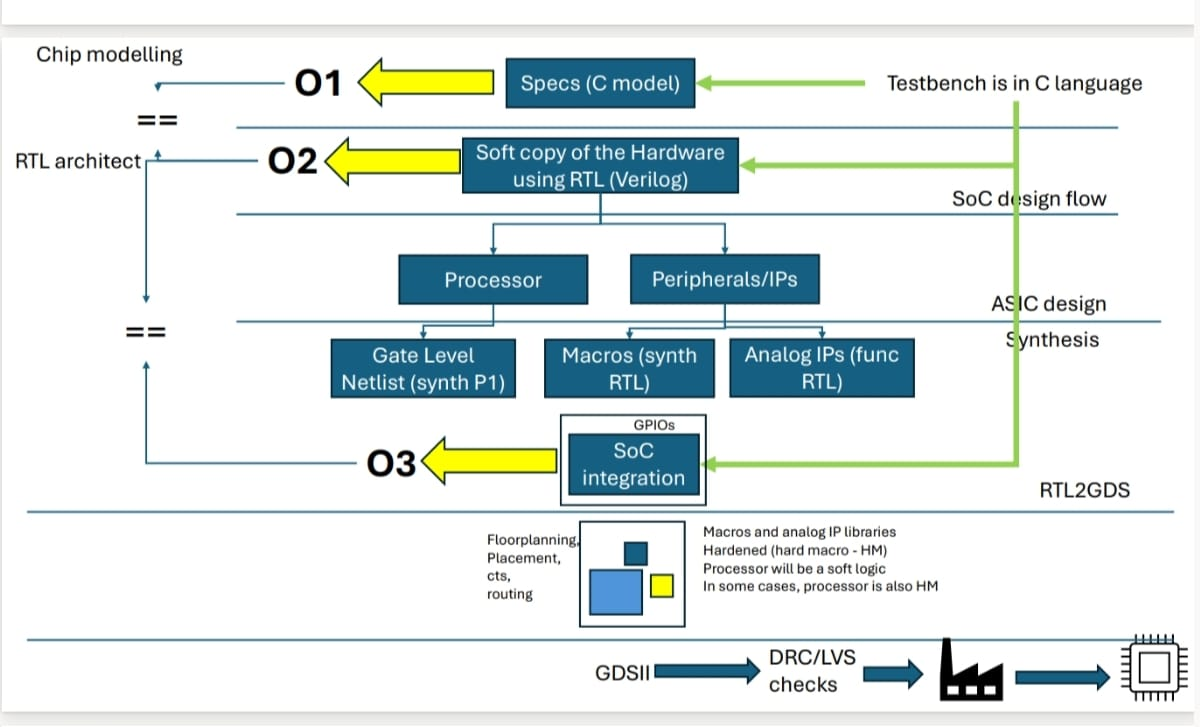 Chip modelling
O1
Specs (C model)
Testbench is in C language
==
RTL architect
O2
Soft copy of the Hardware
using RTL (Verilog)
SoC design flow
Processor
Peripherals/IPs
ASIC design
==
Synthesis
Gate Level
Netlist (synth P1)
Macros (synth
RTL)
Analog IPs (func
RTL)
GPIOs
O3
SoC
integration
RTL2GDS
Floorplanning,
Placement,
cts,
routing
Macros and analog IP libraries
Hardened (hard macro - HM)
Processor will be a soft logic
In some cases, processor is also HM
GDSII
DRC/LVS
checks